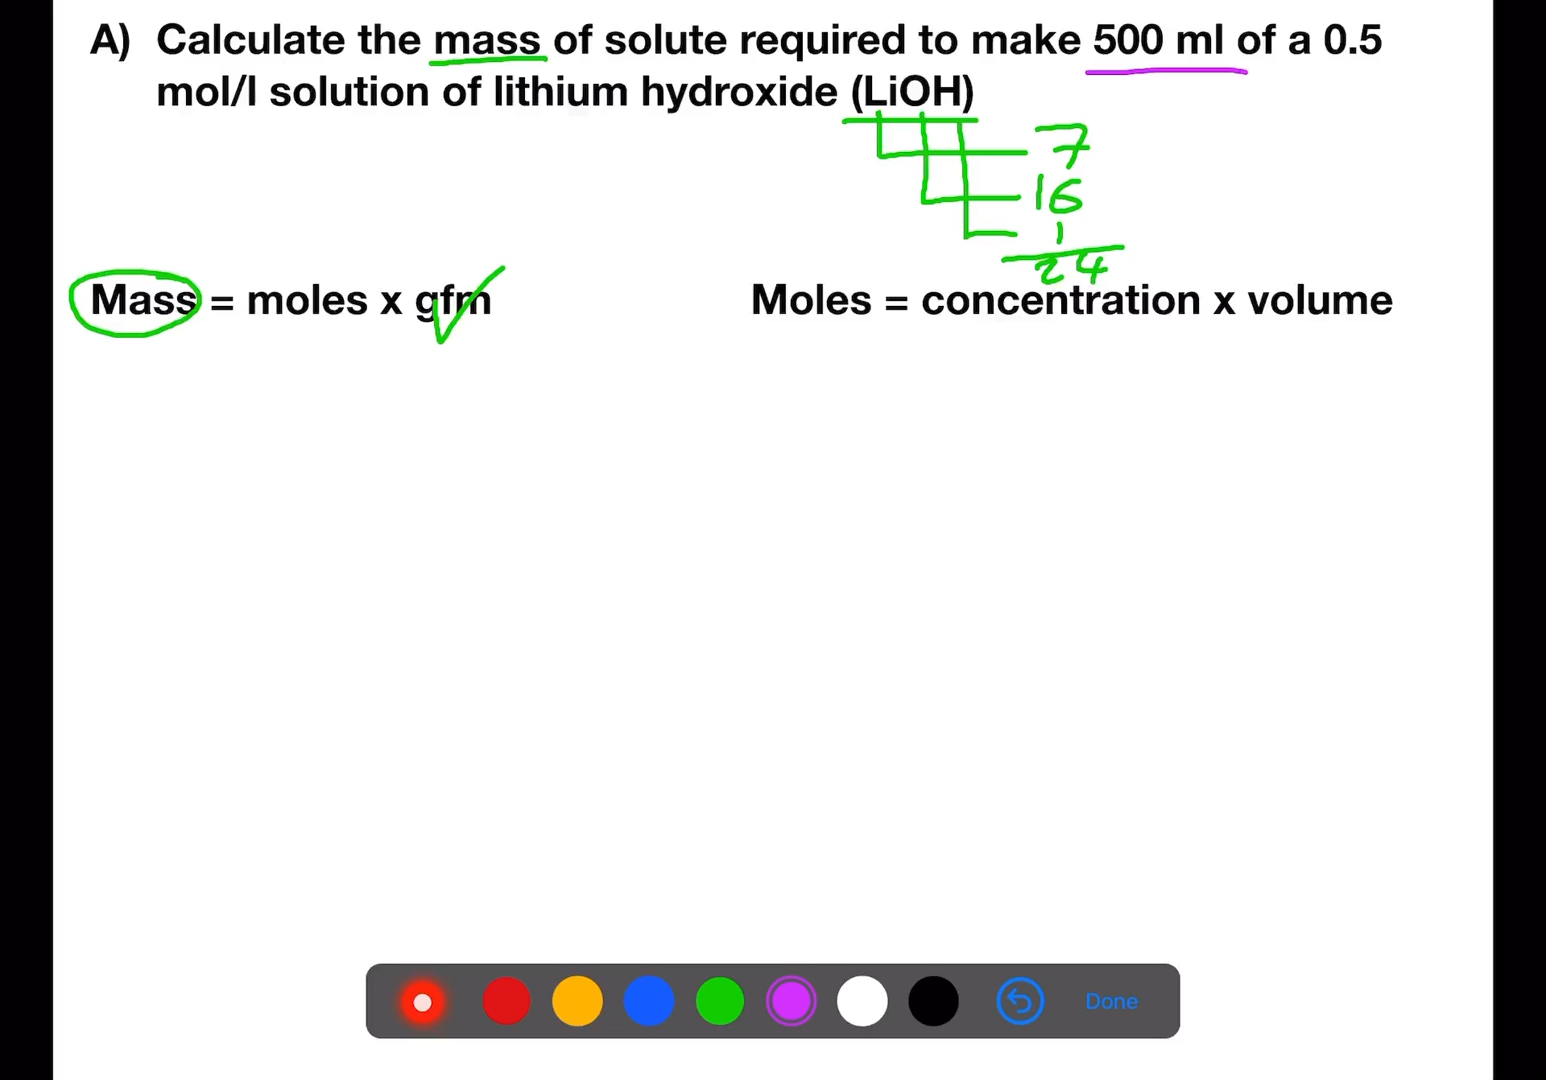 A) Calculate the mass of solute required to make 500 ml of a 0.5
mol/l solution of lithium hydroxide (LiOH)
7
16
1
24
Mass = moles x gfm
Moles = concentration x volume
Done